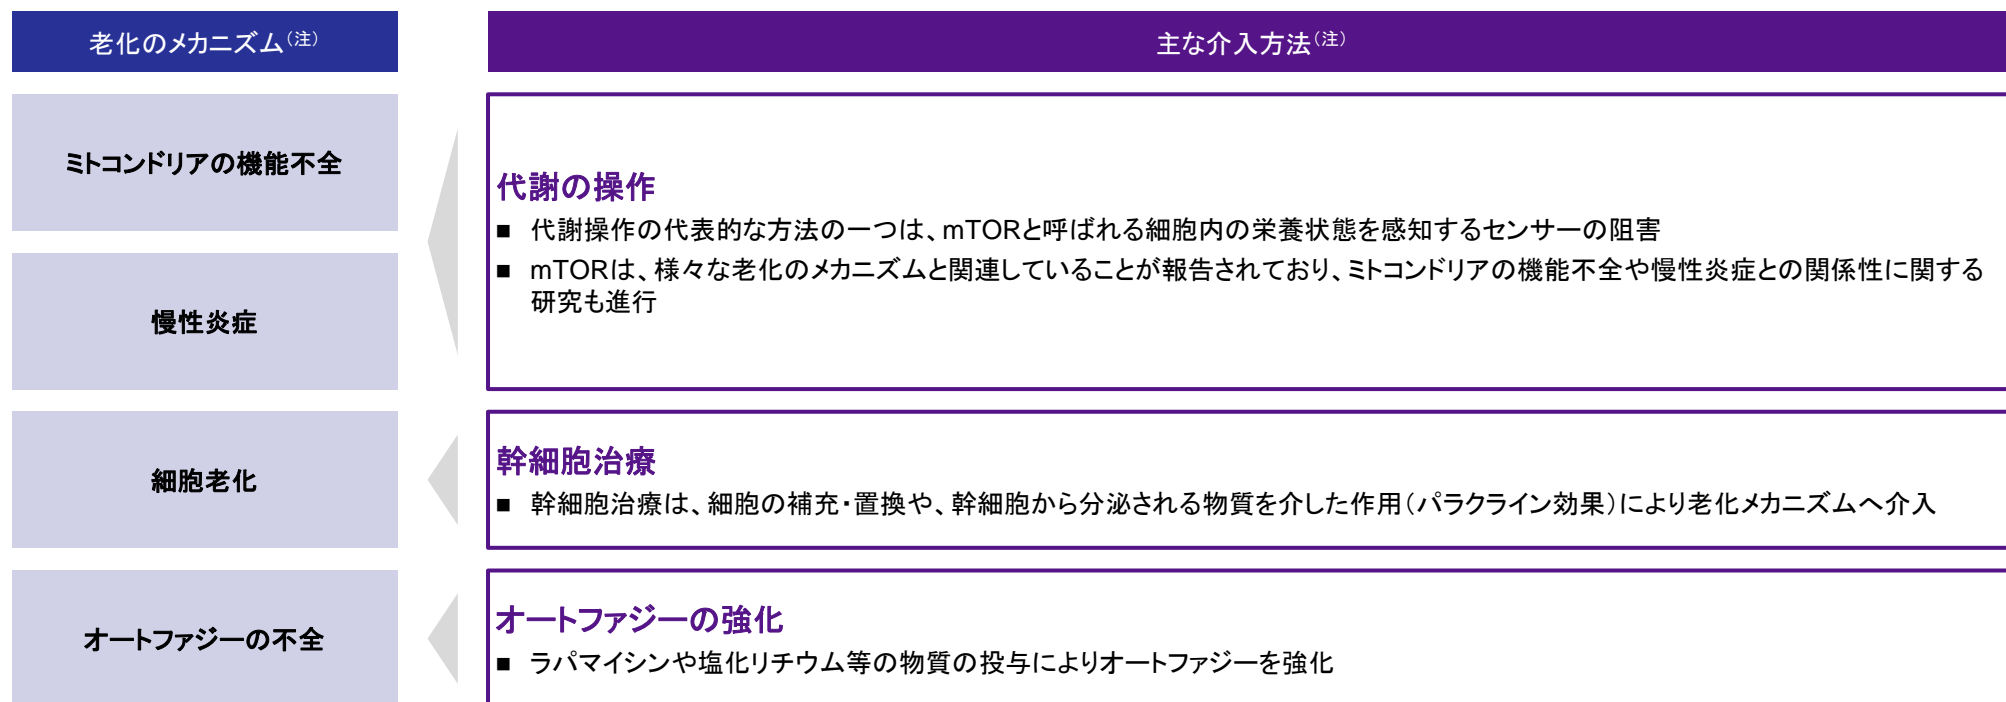 老化のメカニズム（注）
主な介入方法（注）
ミトコンドリアの機能不全
慢性炎症
代謝の操作
■ 代謝操作の代表的な方法の一つは、mTORと呼ばれる細胞内の栄養状態を感知するセンサーの阻害
■ mTORは、様々な老化のメカニズムと関連していることが報告されており、ミトコンドリアの機能不全や慢性炎症との関係性に関する
研究も進行
細胞老化
幹細胞治療
■ 幹細胞治療は、細胞の補充・置換や、幹細胞から分泌される物質を介した作用（パラクライン効果）により老化メカニズムへ介入
オートファジーの不全
オートファジーの強化
■ ラパマイシンや塩化リチウム等の物質の投与によりオートファジーを強化